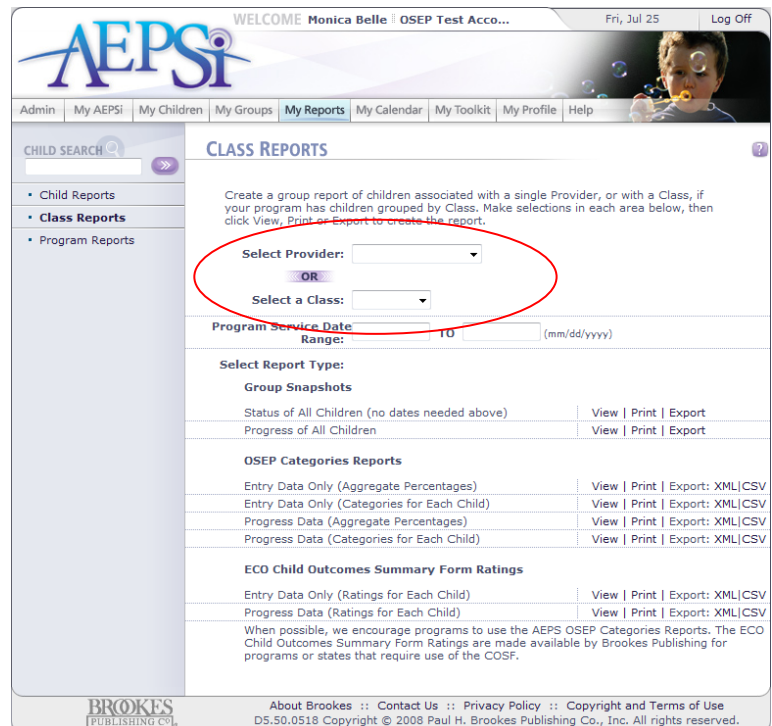 WELCOME Monica Belle OSEP Test Acco... Fri, Jul 25 Log Off
AEPSi
Admin My AEPSi My Children My Groups My Reports My Calendar My Toolkit My Profile Help
CHILD SEARCH
CLASS REPORTS
?
• Child Reports
• Class Reports
• Program Reports
Create a group report of children associated with a single Provider, or with a Class, if
your program has children grouped by Class. Make selections in each area below, then
click View, Print or Export to create the report.
Select Provider:
OR
Select a Class:
Program Service Date
Range: TO (mm/dd/yyyy)
Select Report Type:
Group Snapshots
Status of All Children (no dates needed above) View | Print | Export
Progress of All Children View | Print | Export
OSEP Categories Reports
Entry Data Only (Aggregate Percentages) View | Print | Export: XML|CSV
Entry Data Only (Categories for Each Child) View | Print | Export: XML|CSV
Progress Data (Aggregate Percentages) View | Print | Export: XML|CSV
Progress Data (Categories for Each Child) View | Print | Export: XML|CSV
ECO Child Outcomes Summary Form Ratings
Entry Data Only (Ratings for Each Child) View | Print | Export: XML|CSV
Progress Data (Ratings for Each Child) View | Print | Export: XML|CSV
When possible, we encourage programs to use the AEPS OSEP Categories Reports. The ECO
Child Outcomes Summary Form Ratings are made available by Brookes Publishing for
programs or states that require use of the COSF.
BROOKES
PUBLISHING CO.
About Brookes :: Contact Us :: Privacy Policy :: Copyright and Terms of Use
D5.50.0518 Copyright © 2008 Paul H. Brookes Publishing Co., Inc. All rights reserved.